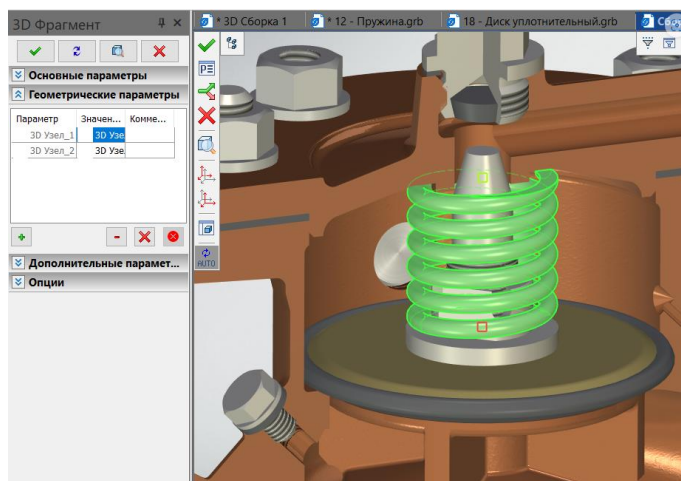 3D Фрагмент
Основные параметры
Геометрические параметры
Параметр Значен... Комме...
3D Узел_1 3D Узе
3D Узел_2 3D Узе
Дополнительные парамет...
Опции
* 3D Сборка 1
* 12 - Пружина.grb
18 - Диск уплотнительный.grb
AUTO